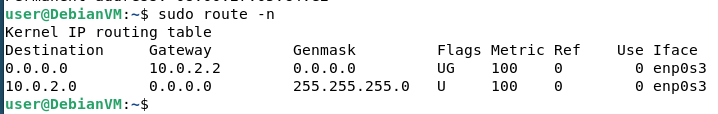 user@DebianVM:~$ sudo route -n
Kernel IP routing table
Destination     Gateway         Genmask         Flags Metric Ref    Use Iface
0.0.0.0         10.0.2.2        0.0.0.0         UG    100    0        0 enp0s3
10.0.2.0        0.0.0.0         255.255.255.0   U     100    0        0 enp0s3
user@DebianVM:~$